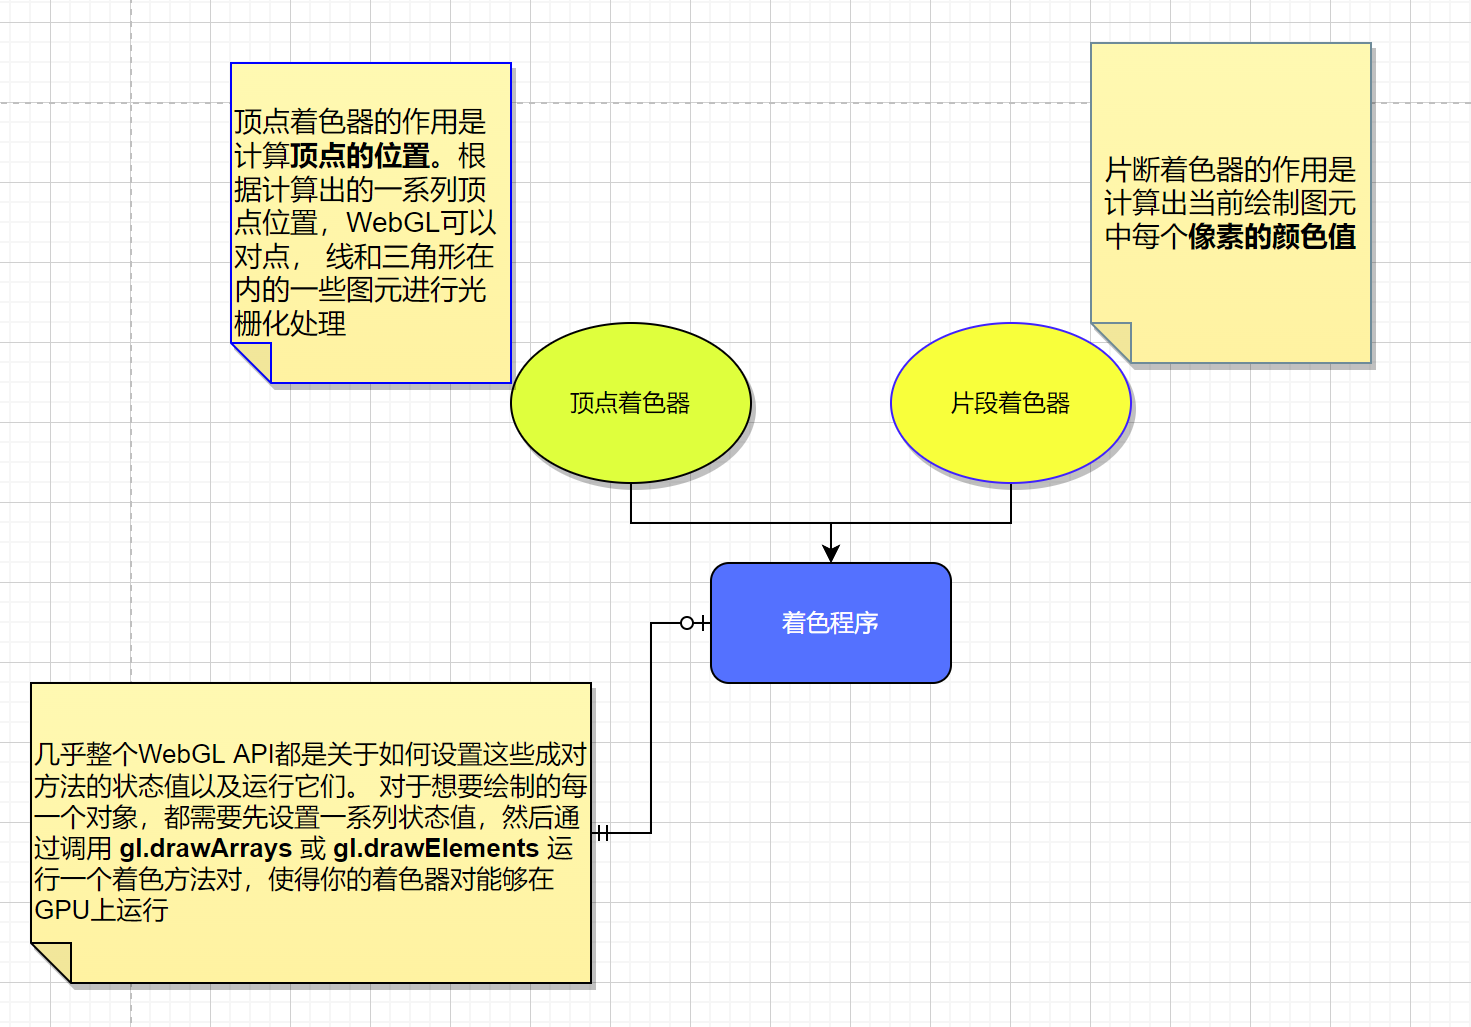 顶点着色器的作用是
计算顶点的位置。根
据计算出的一系列顶
点位置，WebGL可以
对点， 线和三角形在
内的一些图元进行光
栅化处理
片断着色器的作用是
计算出当前绘制图元
中每个像素的颜色值
顶点着色器
片段着色器
着色程序
几乎整个WebGL API都是关于如何设置这些成对
方法的状态值以及运行它们。 对于想要绘制的每
一个对象，都需要先设置一系列状态值，然后通
过调用 gl.drawArrays 或 gl.drawElements 运
行一个着色方法对，使得你的着色器对能够在
GPU上运行